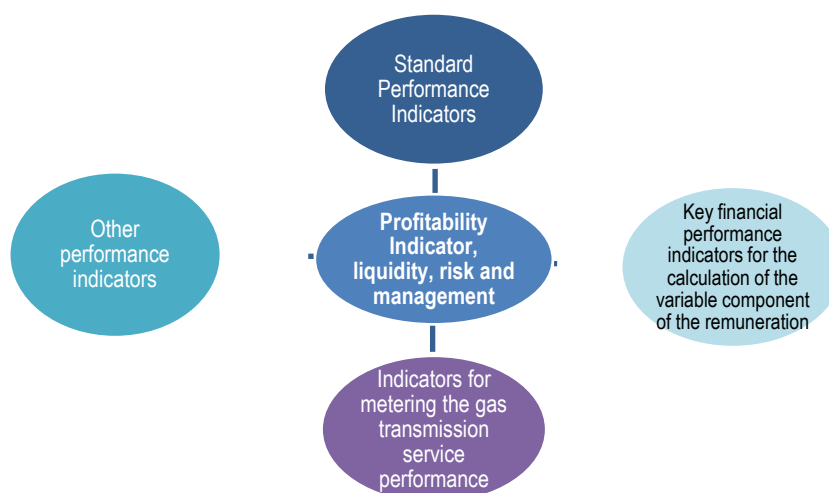 Standard
Performance
Indicators
Other
performance
indicators
Profitability
Indicator,
liquidity, risk and
management
Key financial
performance
indicators for the
calculation of the
variable component
of the remuneration
Indicators for
metering the gas
transmission
service
performance